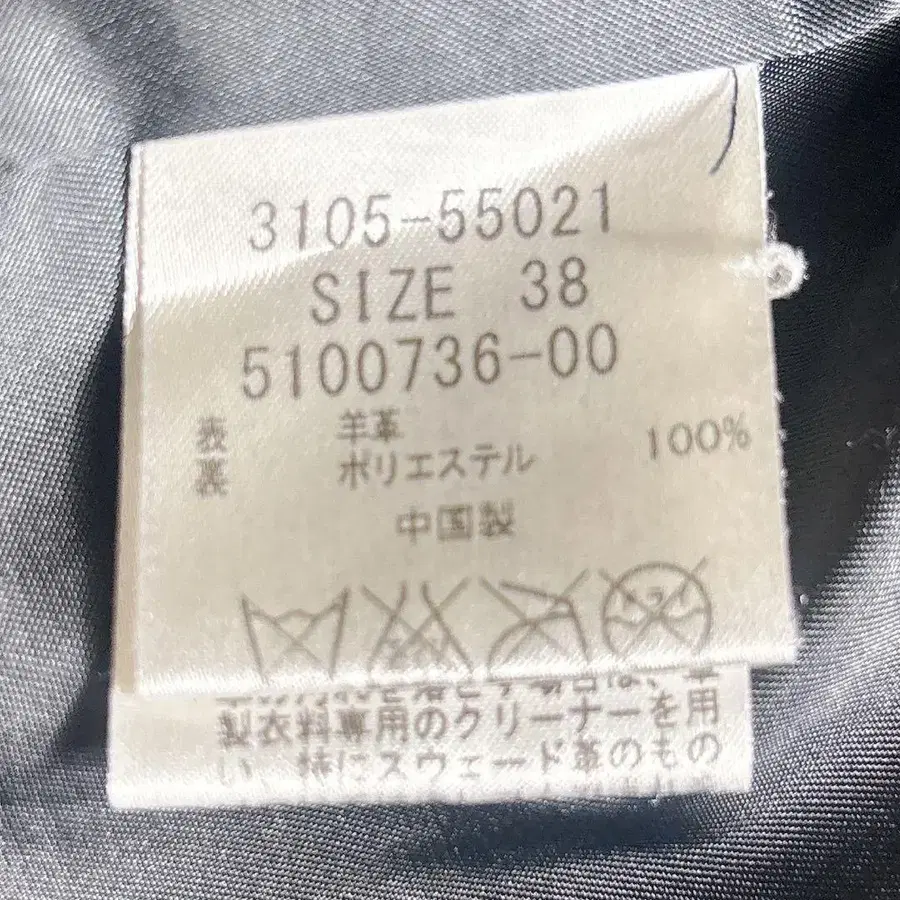 3105-55021
SIZE 38
5100736-00
表 羊革
裏 ポリエステル 100%
中国製
製衣料専用のクリーナーを用
い、特にスウェード革のもの